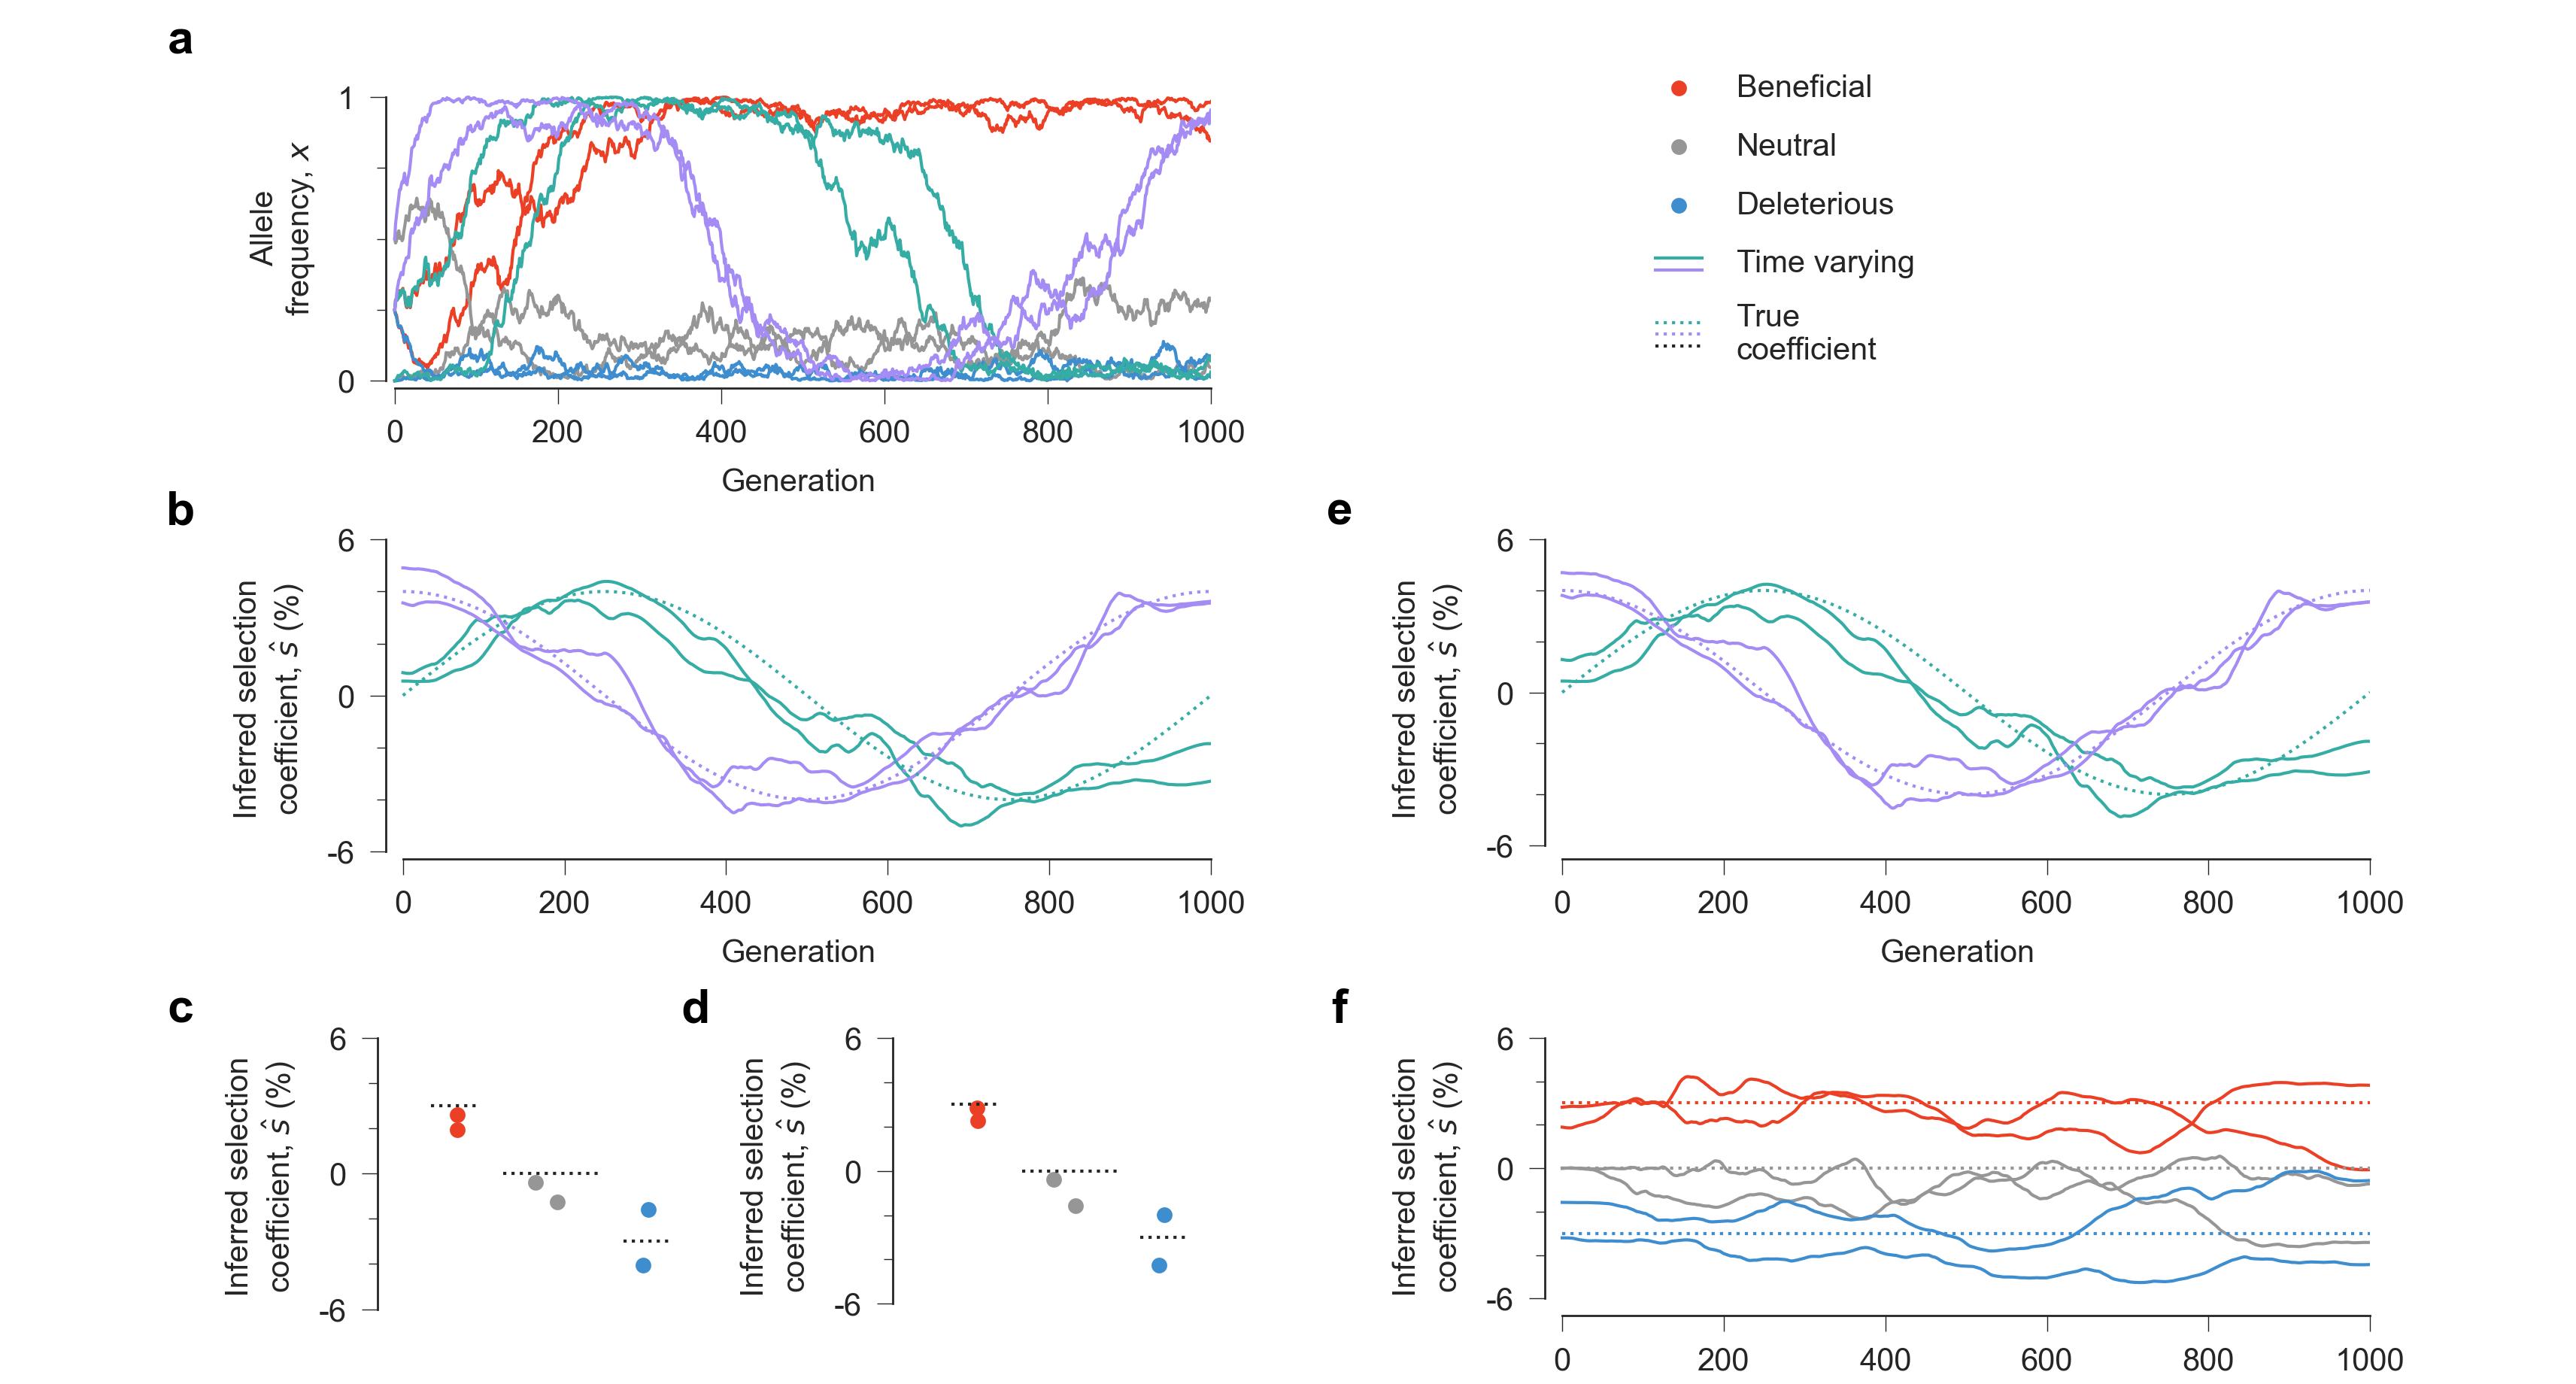 a
1
0
Allele
frequency, x
0 200 400 600 800 1000
Generation
Beneficial
Neutral
Deleterious
Time varying
True
coefficient
b
6
0
-6
Inferred selection
coefficient, ŝ (%)
0 200 400 600 800 1000
Generation
e
6
0
-6
Inferred selection
coefficient, ŝ (%)
0 200 400 600 800 1000
Generation
c
6
0
-6
Inferred selection
coefficient, ŝ (%)
d
6
0
-6
Inferred selection
coefficient, ŝ (%)
f
6
0
-6
Inferred selection
coefficient, ŝ (%)
0 200 400 600 800 1000